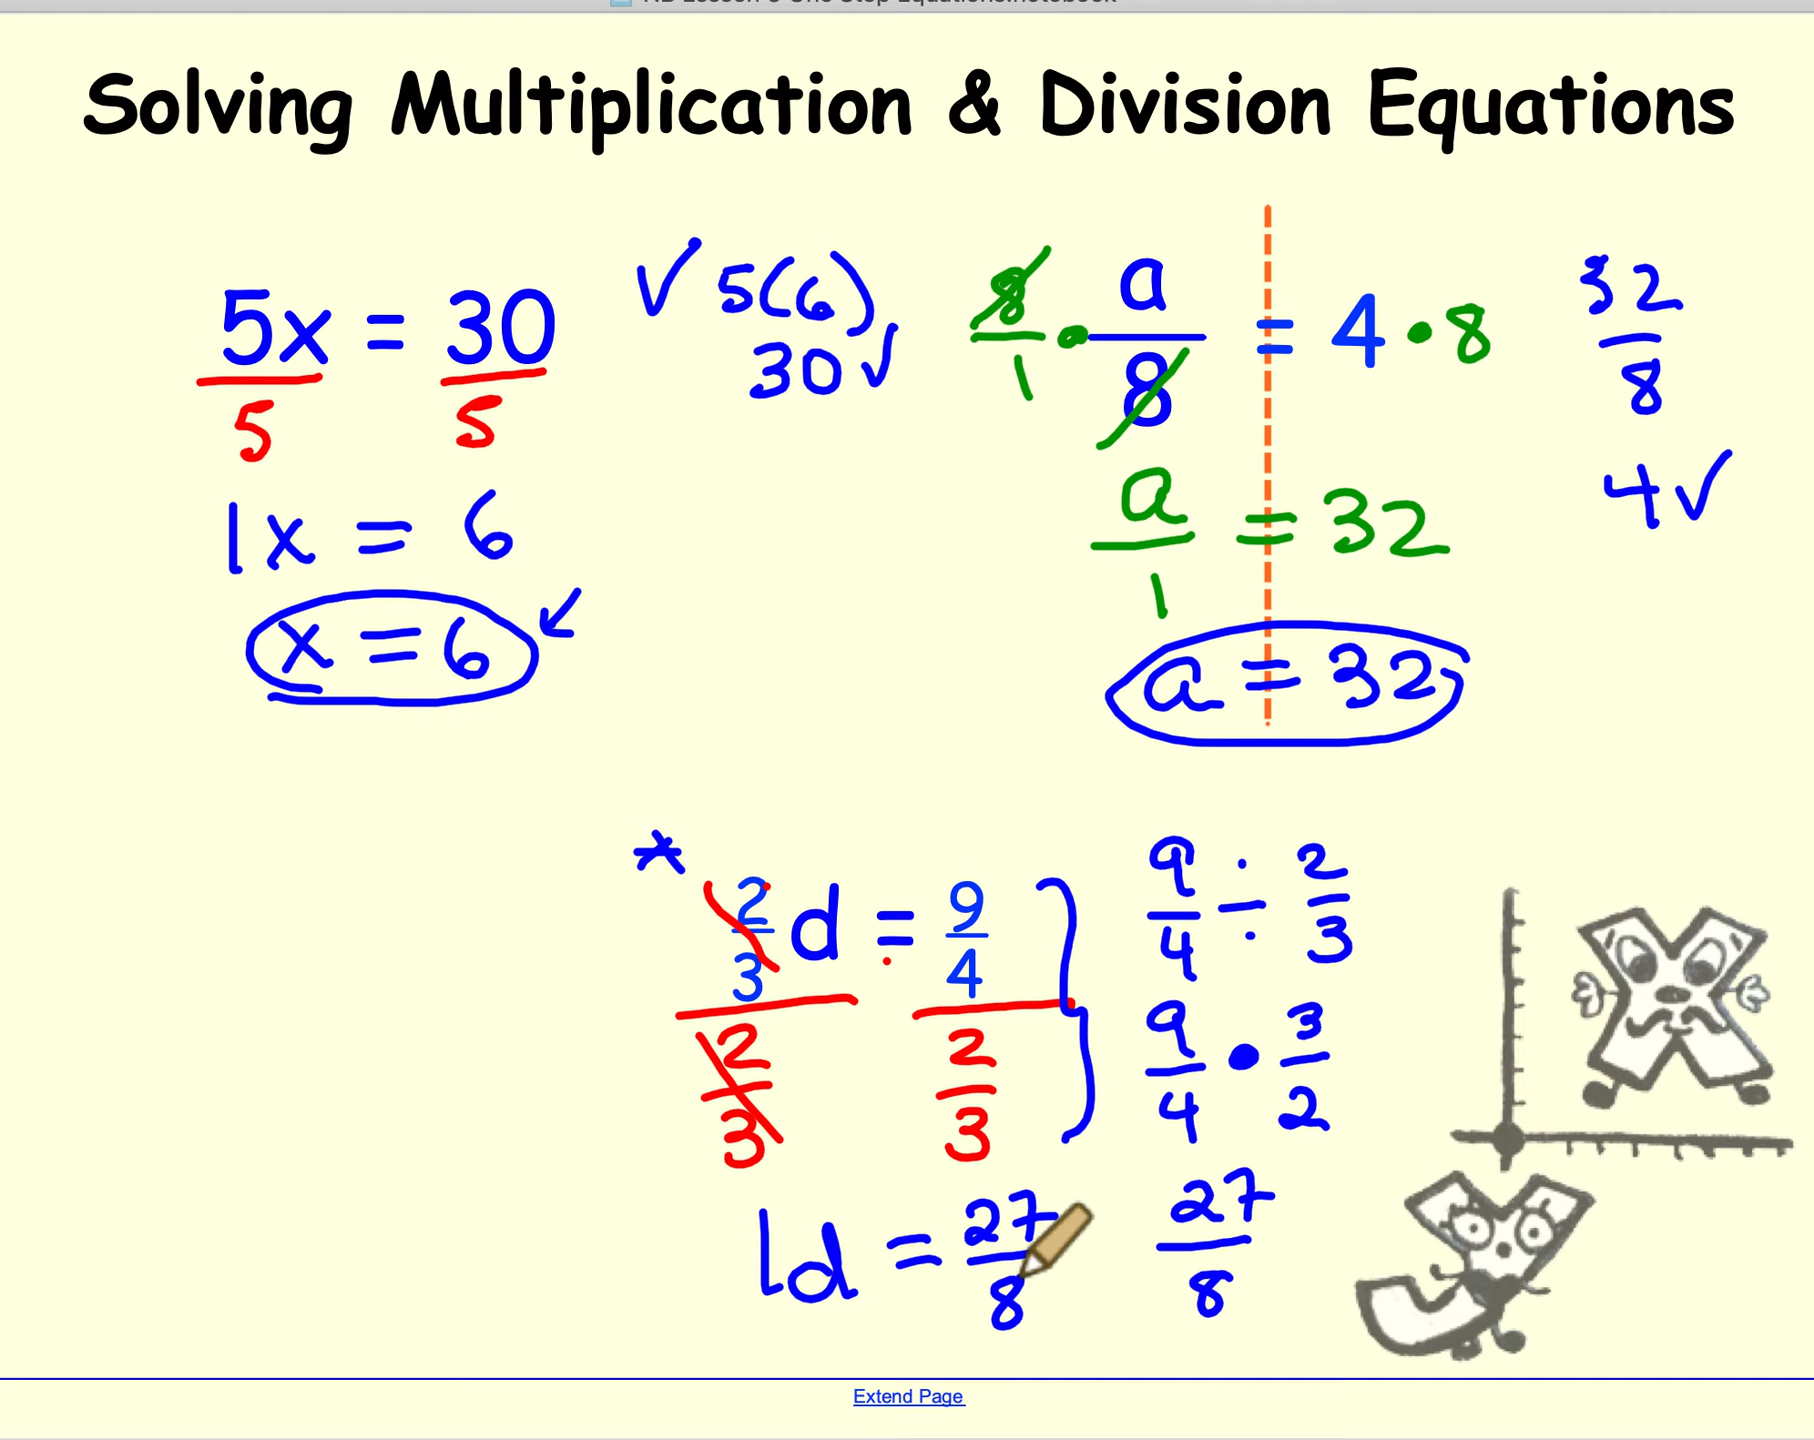 Solving Multiplication & Division Equations
5x = 30
5 5
1x = 6
x = 6
✓ 5(6)
30 ✓
8/1 • a/8 = 4 • 8
a/1 = 32
a = 32
32/8
4 ✓
* 2/3 d = 9/4
2/3 2/3
1d = 27/8
9/4 ÷ 2/3
9/4 • 3/2
27/8
Extend Page